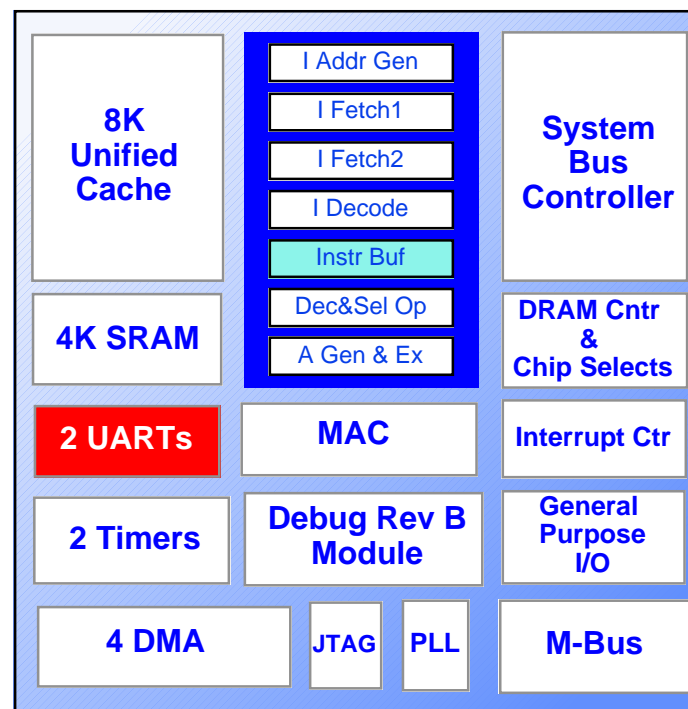 8K
Unified
Cache
I Addr Gen
I Fetch1
I Fetch2
I Decode
Instr Buf
Dec&Sel Op
A Gen & Ex
System
Bus
Controller
4K SRAM
DRAM Cntr
&
Chip Selects
2 UARTs
MAC
Interrupt Ctr
2 Timers
Debug Rev B
Module
General
Purpose
I/O
4 DMA
JTAG
PLL
M-Bus